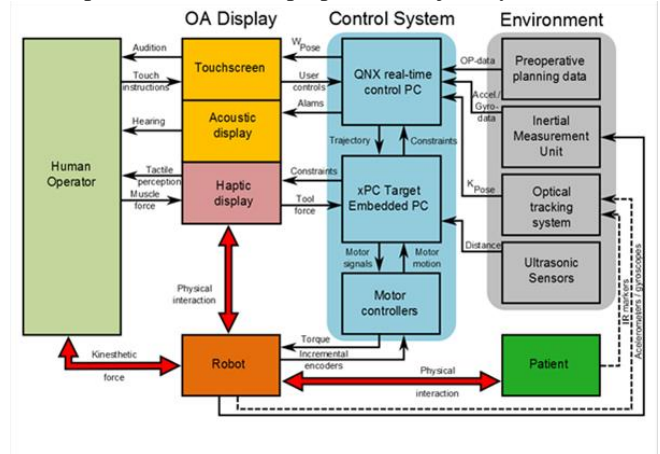 OA Display
Control System
Environment
Audition
Touch
instructions
Hearing
Tactile
perception
Muscle
force
Human
Operator
Touchscreen
Acoustic
display
Haptic
display
W Pose
User
controls
Alams
Constraints
Tool
force
QNX real-time
control PC
Trajectory
Constraints
xPC Target
Embedded PC
Motor
signals
Motor
motion
Motor
controllers
OP-data
Accel./
Gyro-
data
K Pose
Distance
Preoperative
planning data
Inertial
Measurement
Unit
Optical
tracking
system
Ultrasonic
Sensors
Physical
interaction
IR markers
Acelerometers / gyroscopes
Torque
Incremental
encoders
Kinesthetic
force
Robot
Physical
interaction
Patient